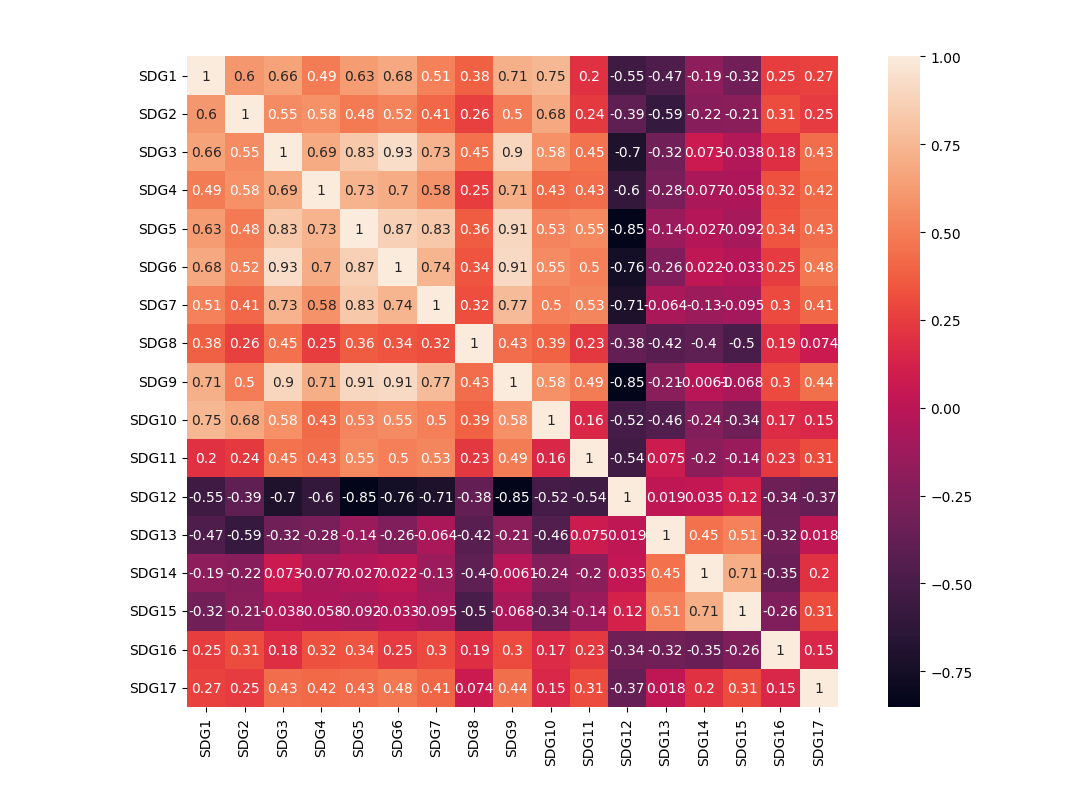 SDG1 1 0.6 0.66 0.49 0.63 0.68 0.51 0.38 0.71 0.75 0.2 -0.55 -0.47 -0.19 -0.32 0.25 0.27
SDG2 0.6 1 0.55 0.58 0.48 0.52 0.41 0.26 0.5 0.68 0.24 -0.39 -0.59 -0.22 -0.21 0.31 0.25
SDG3 0.66 0.55 1 0.69 0.83 0.93 0.73 0.45 0.9 0.58 0.45 -0.7 -0.32 0.073 -0.038 0.18 0.43
SDG4 0.49 0.58 0.69 1 0.73 0.7 0.58 0.25 0.71 0.43 0.43 -0.6 -0.28 -0.077 -0.058 0.32 0.42
SDG5 0.63 0.48 0.83 0.73 1 0.87 0.83 0.36 0.91 0.53 0.55 -0.85 -0.14 -0.027 -0.092 0.34 0.43
SDG6 0.68 0.52 0.93 0.7 0.87 1 0.74 0.34 0.91 0.55 0.5 -0.76 -0.26 0.022 -0.033 0.25 0.48
SDG7 0.51 0.41 0.73 0.58 0.83 0.74 1 0.32 0.77 0.5 0.53 -0.71 -0.064 -0.13 -0.095 0.3 0.41
SDG8 0.38 0.26 0.45 0.25 0.36 0.34 0.32 1 0.43 0.39 0.23 -0.38 -0.42 -0.4 -0.5 0.19 0.074
SDG9 0.71 0.5 0.9 0.71 0.91 0.91 0.77 0.43 1 0.58 0.49 -0.85 -0.21 -0.0061 -0.068 0.3 0.44
SDG10 0.75 0.68 0.58 0.43 0.53 0.55 0.5 0.39 0.58 1 0.16 -0.52 -0.46 -0.24 -0.34 0.17 0.15
SDG11 0.2 0.24 0.45 0.43 0.55 0.5 0.53 0.23 0.49 0.16 1 -0.54 0.075 -0.2 -0.14 0.23 0.31
SDG12 -0.55 -0.39 -0.7 -0.6 -0.85 -0.76 -0.71 -0.38 -0.85 -0.52 -0.54 1 0.019 0.035 0.12 -0.34 -0.37
SDG13 -0.47 -0.59 -0.32 -0.28 -0.14 -0.26 -0.064 -0.42 -0.21 -0.46 0.075 0.019 1 0.45 0.51 -0.32 0.018
SDG14 -0.19 -0.22 0.073 -0.077 -0.027 0.022 -0.13 -0.4 -0.0061 -0.24 -0.2 0.035 0.45 1 0.71 -0.35 0.2
SDG15 -0.32 -0.21 -0.038 -0.058 -0.092 -0.033 -0.095 -0.5 -0.068 -0.34 -0.14 0.12 0.51 0.71 1 -0.26 0.31
SDG16 0.25 0.31 0.18 0.32 0.34 0.25 0.3 0.19 0.3 0.17 0.23 -0.34 -0.32 -0.35 -0.26 1 0.15
SDG17 0.27 0.25 0.43 0.42 0.43 0.48 0.41 0.074 0.44 0.15 0.31 -0.37 0.018 0.2 0.31 0.15 1
SDG1 SDG2 SDG3 SDG4 SDG5 SDG6 SDG7 SDG8 SDG9 SDG10 SDG11 SDG12 SDG13 SDG14 SDG15 SDG16 SDG17
1.00
0.75
0.50
0.25
0.00
−0.25
−0.50
−0.75